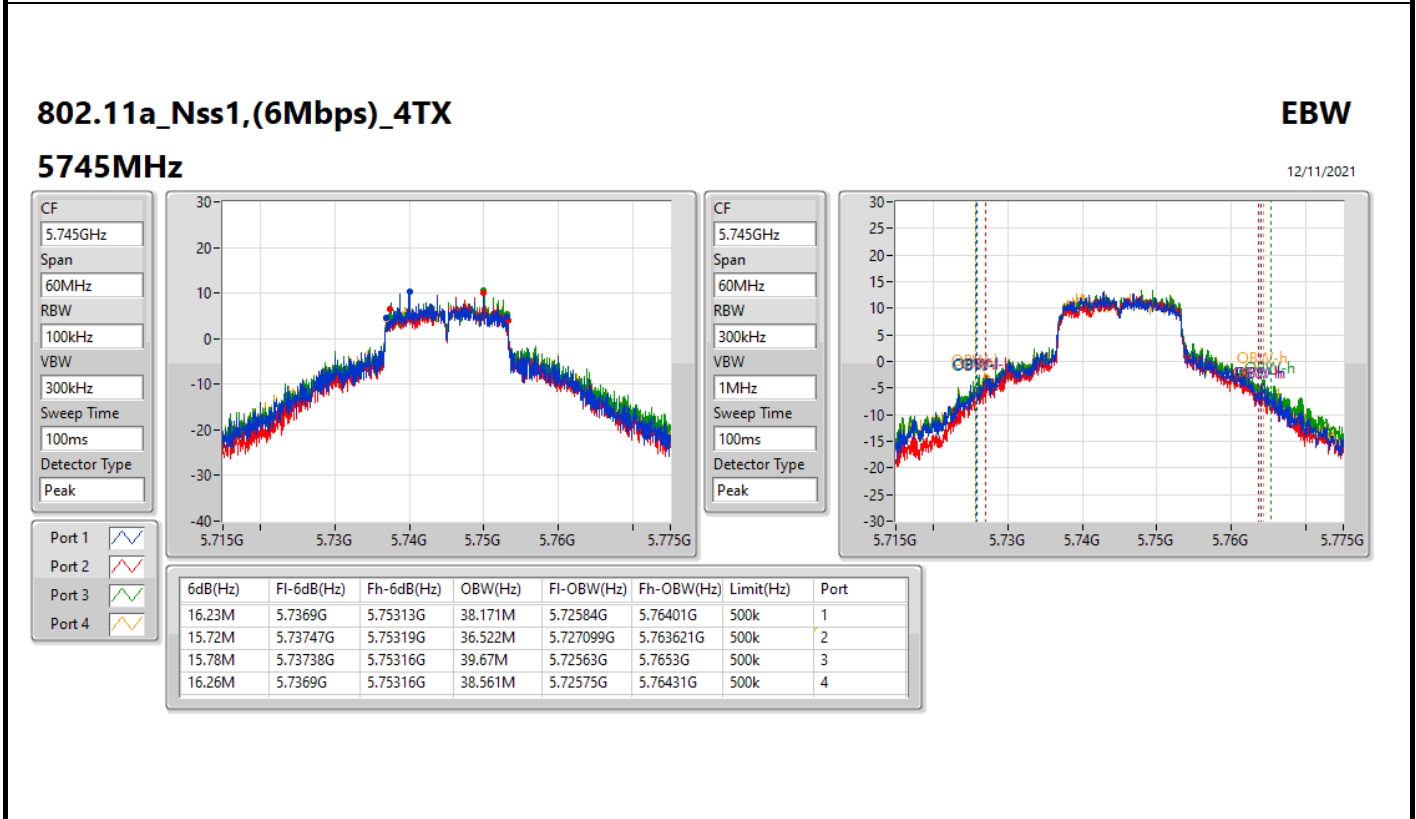 802.11a_Nss1,(6Mbps)_4TX EBW
5745MHz 12/11/2021
CF
5.745GHz
Span
60MHz
RBW
100kHz
VBW
300kHz
Sweep Time
100ms
Detector Type
Peak
30
20
10
0
-10
-20
-30
-40
5.715G 5.73G 5.74G 5.75G 5.76G 5.775G
CF
5.745GHz
Span
60MHz
RBW
300kHz
VBW
1MHz
Sweep Time
100ms
Detector Type
Peak
30
25
20
15
10
5
0
-5
-10
-15
-20
-25
-30
OBW-h
5.715G 5.73G 5.74G 5.75G 5.76G 5.775G
Port 1
Port 2
Port 3
Port 4
6dB(Hz) Fl-6dB(Hz) Fh-6dB(Hz) OBW(Hz) Fl-OBW(Hz) Fh-OBW(Hz) Limit(Hz) Port
16.23M 5.7369G 5.75313G 38.171M 5.72584G 5.76401G 500k 1
15.72M 5.73747G 5.75319G 36.522M 5.727099G 5.763621G 500k 2
15.78M 5.73738G 5.75316G 39.67M 5.72563G 5.7653G 500k 3
16.26M 5.7369G 5.75316G 38.561M 5.72575G 5.76431G 500k 4